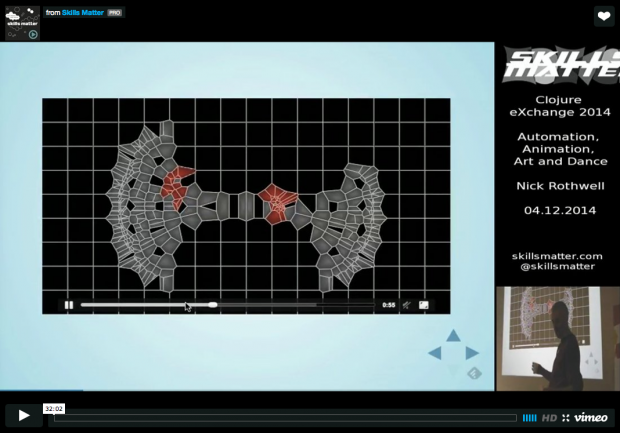 skills matter
from Skills Matter PRO
SKILLS
MATTER
Clojure
eXchange 2014
Automation,
Animation,
Art and Dance
Nick Rothwell
04.12.2014
skillsmatter.com
@skillsmatter
0:55
32:02
HD
vimeo